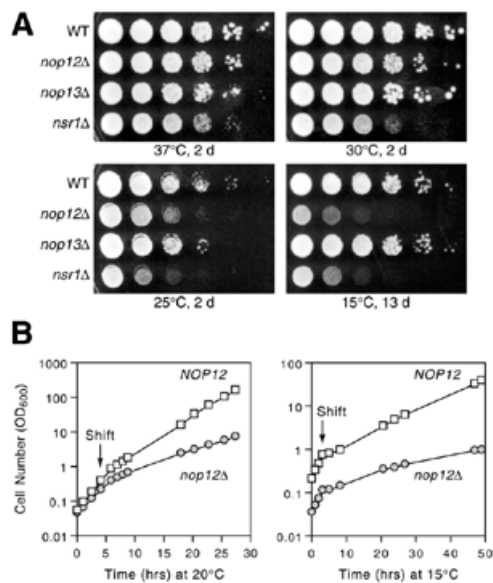 A
WT
nop12Δ
nop13Δ
nsr1Δ
37°C, 2 d
30°C, 2 d
WT
nop12Δ
nop13Δ
nsr1Δ
25°C, 2 d
15°C, 13 d
B
Cell Number (OD600)
1000
100
10
1
0.1
0.01
NOP12
Shift
nop12Δ
0 5 10 15 20 25 30
Time (hrs) at 20°C
100
10
1
0.1
0.01
NOP12
Shift
nop12Δ
0 10 20 30 40 50
Time (hrs) at 15°C